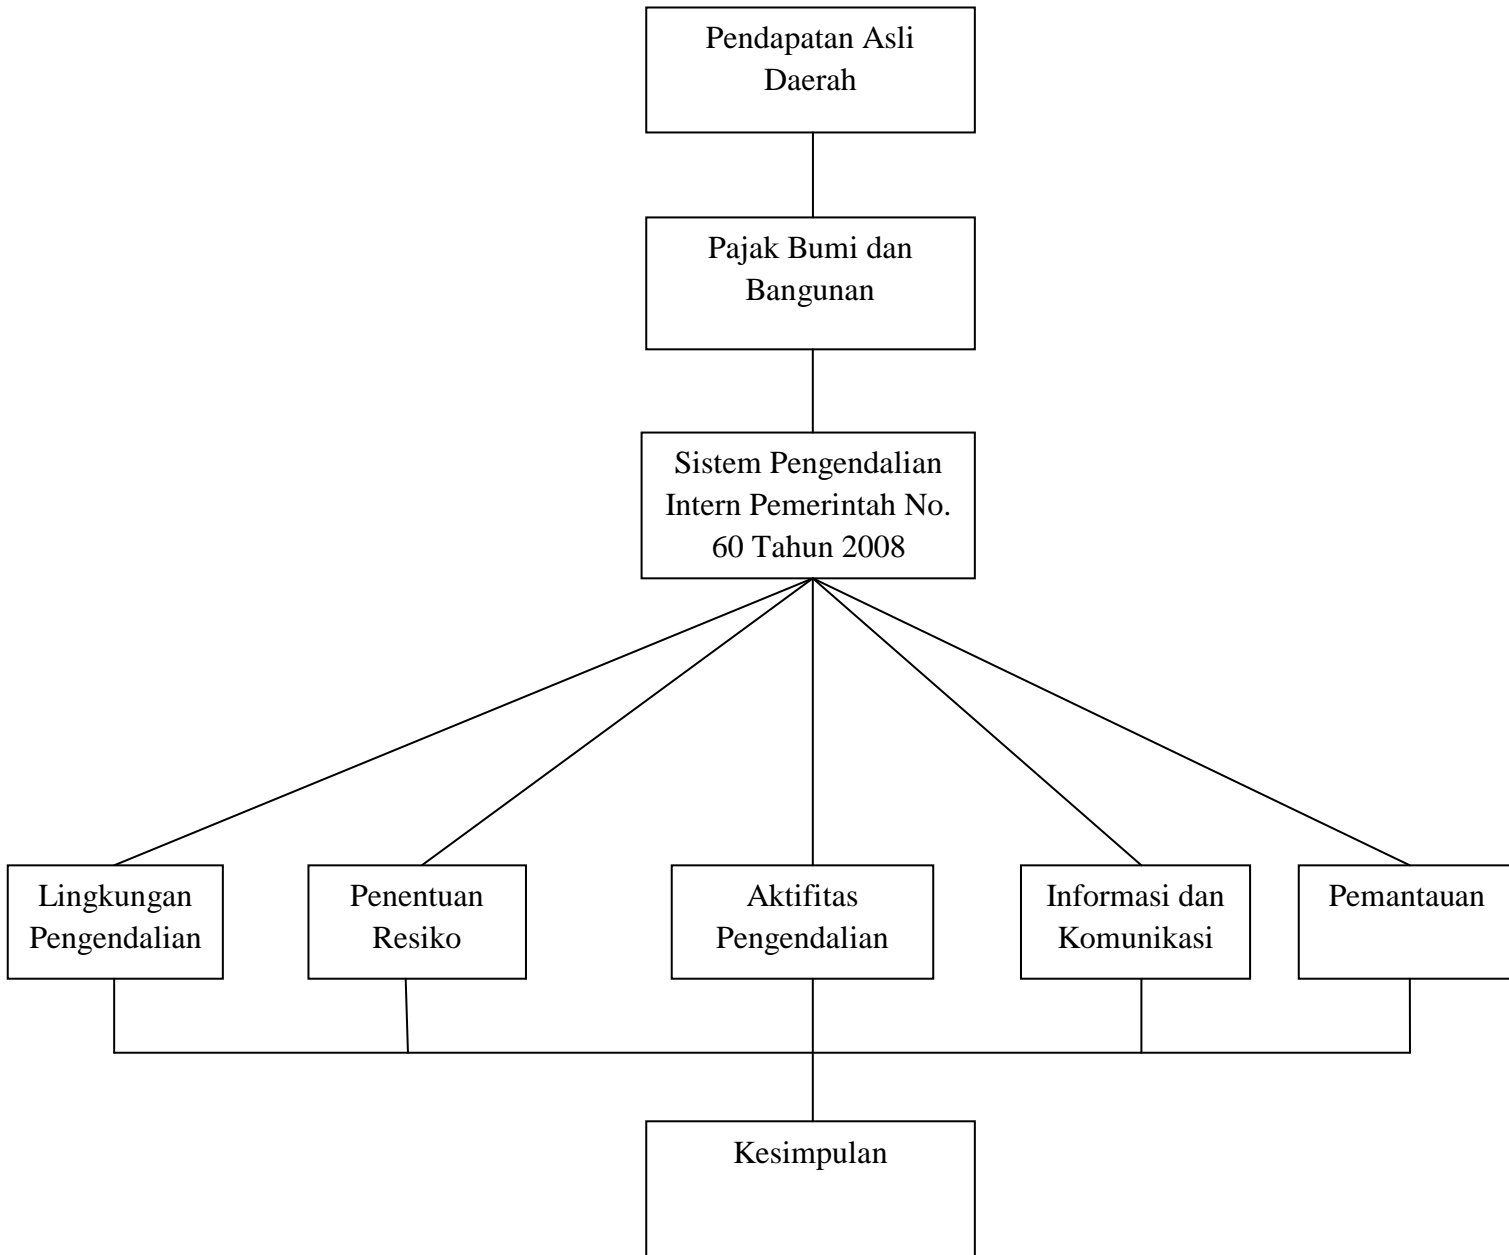 Pendapatan Asli
Daerah
Pajak Bumi dan
Bangunan
Sistem Pengendalian
Intern Pemerintah No.
60 Tahun 2008
Lingkungan
Pengendalian
Penentuan
Resiko
Aktifitas
Pengendalian
Informasi dan
Komunikasi
Pemantauan
Kesimpulan